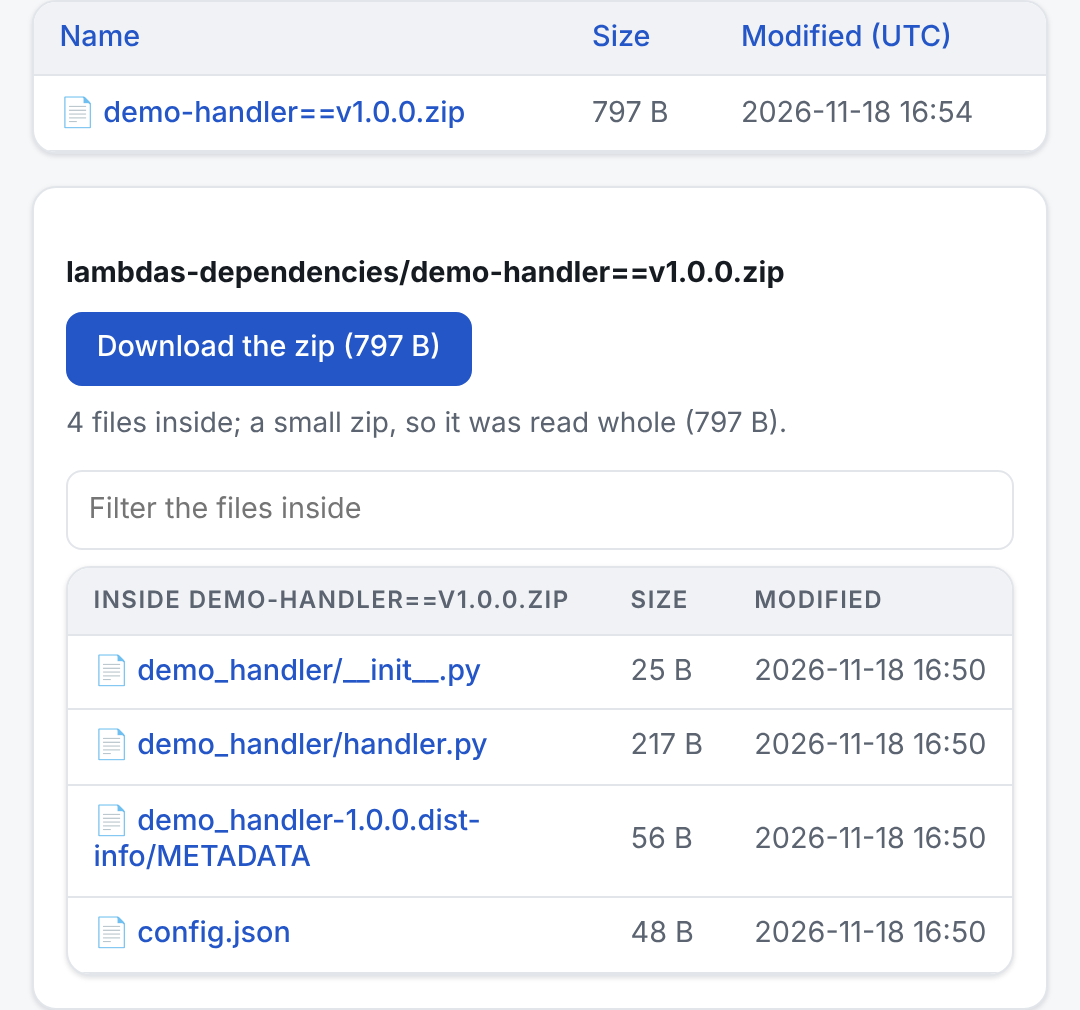 Name Size Modified (UTC)
demo-handler==v1.0.0.zip 797 B 2026-11-18 16:54
lambdas-dependencies/demo-handler==v1.0.0.zip
Download the zip (797 B)
4 files inside; a small zip, so it was read whole (797 B).
Filter the files inside
INSIDE DEMO-HANDLER==V1.0.0.ZIP SIZE MODIFIED
demo_handler/__init__.py 25 B 2026-11-18 16:50
demo_handler/handler.py 217 B 2026-11-18 16:50
demo_handler-1.0.0.dist-
info/METADATA 56 B 2026-11-18 16:50
config.json 48 B 2026-11-18 16:50